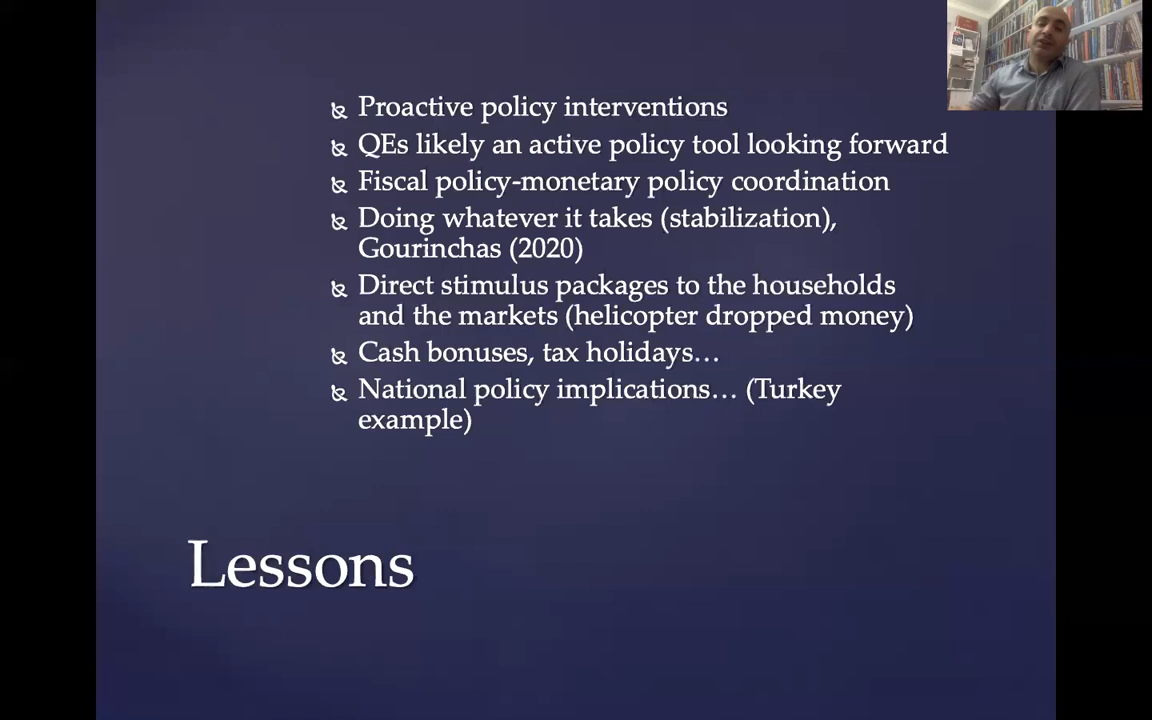 Proactive policy interventions
QEs likely an active policy tool looking forward
Fiscal policy-monetary policy coordination
Doing whatever it takes (stabilization),
Gourinchas (2020)
Direct stimulus packages to the households
and the markets (helicopter dropped money)
Cash bonuses, tax holidays…
National policy implications… (Turkey
example)
Lessons